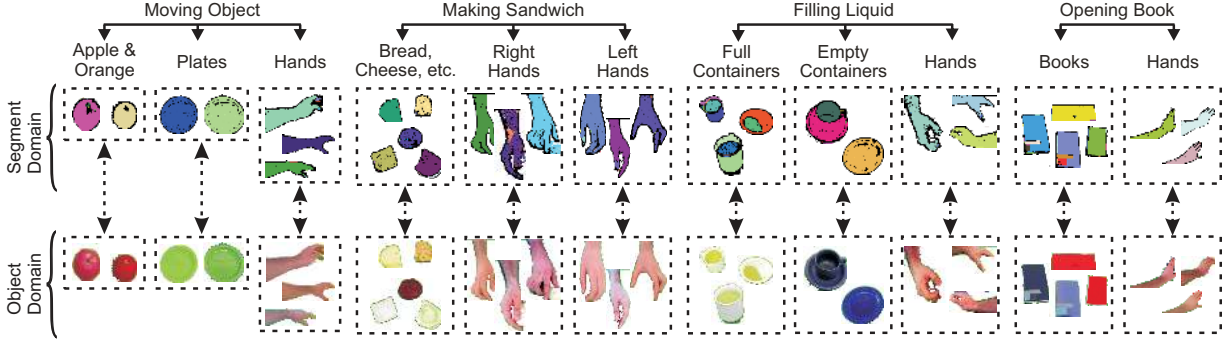 Moving Object
Making Sandwich
Filling Liquid
Opening Book
Apple &
Orange
Plates
Hands
Bread,
Cheese, etc.
Right
Hands
Left
Hands
Full
Containers
Empty
Containers
Hands
Books
Hands
Segment
Domain
Object
Domain